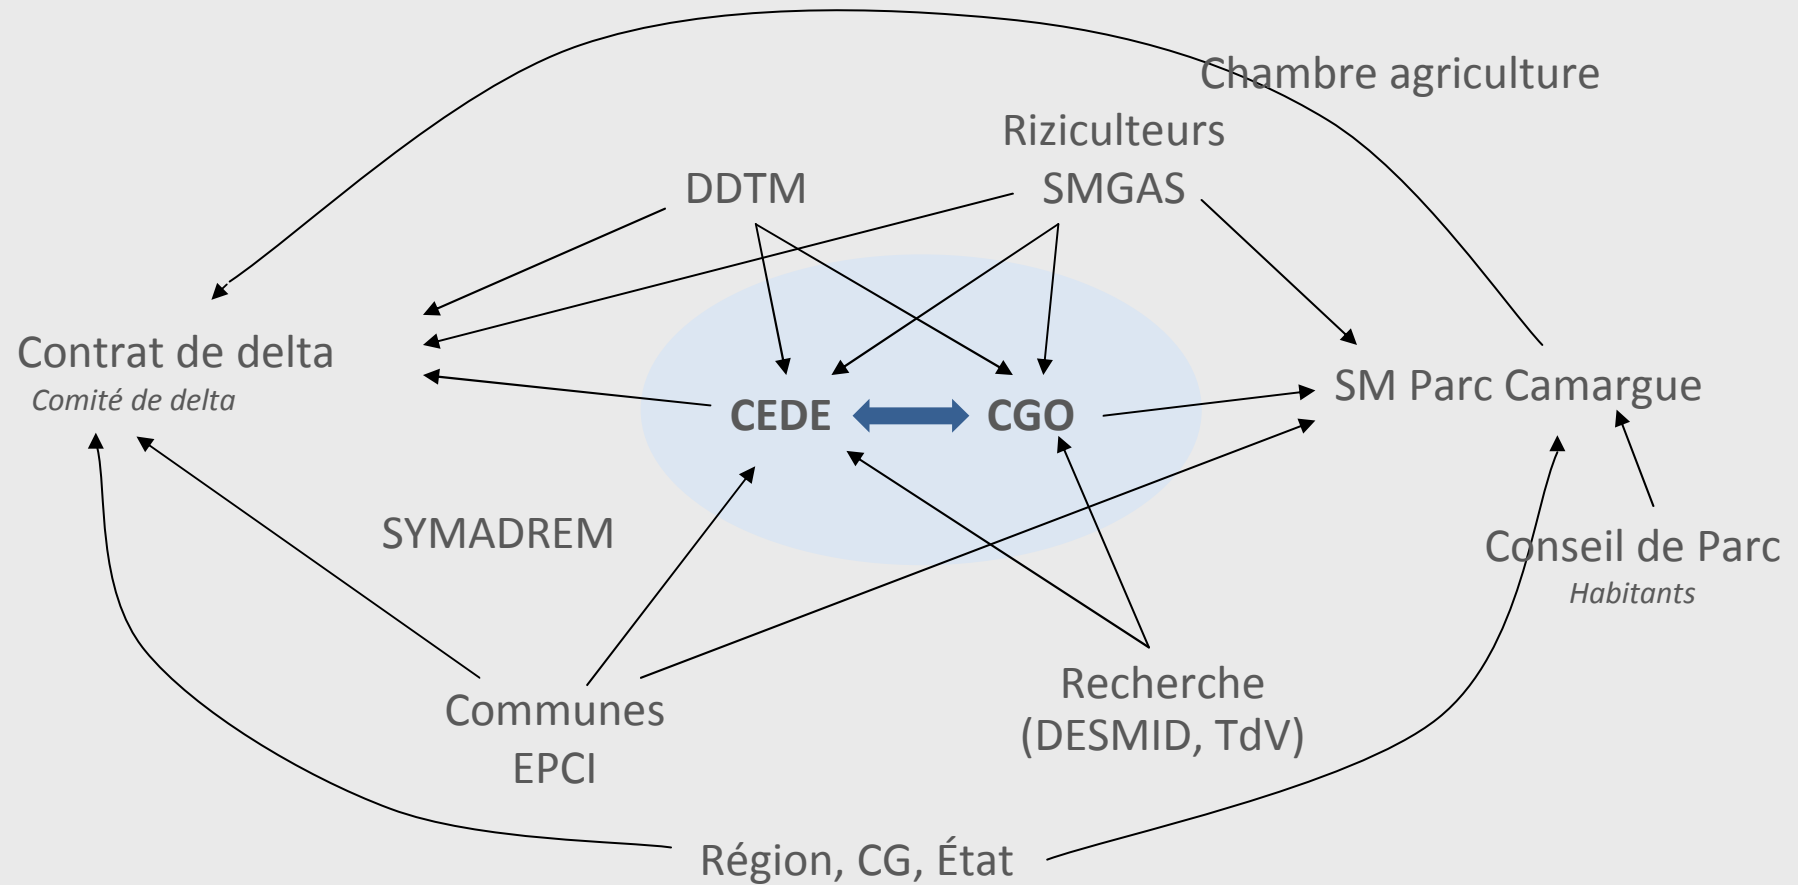 Chambre agriculture
Riziculteurs
DDTM
SMGAS
Contrat de delta
Comité de delta
CEDE
CGO
SM Parc Camargue
SYMADREM
Conseil de Parc
Habitants
Communes
EPCI
Recherche
(DESMID, TdV)
Région, CG, État